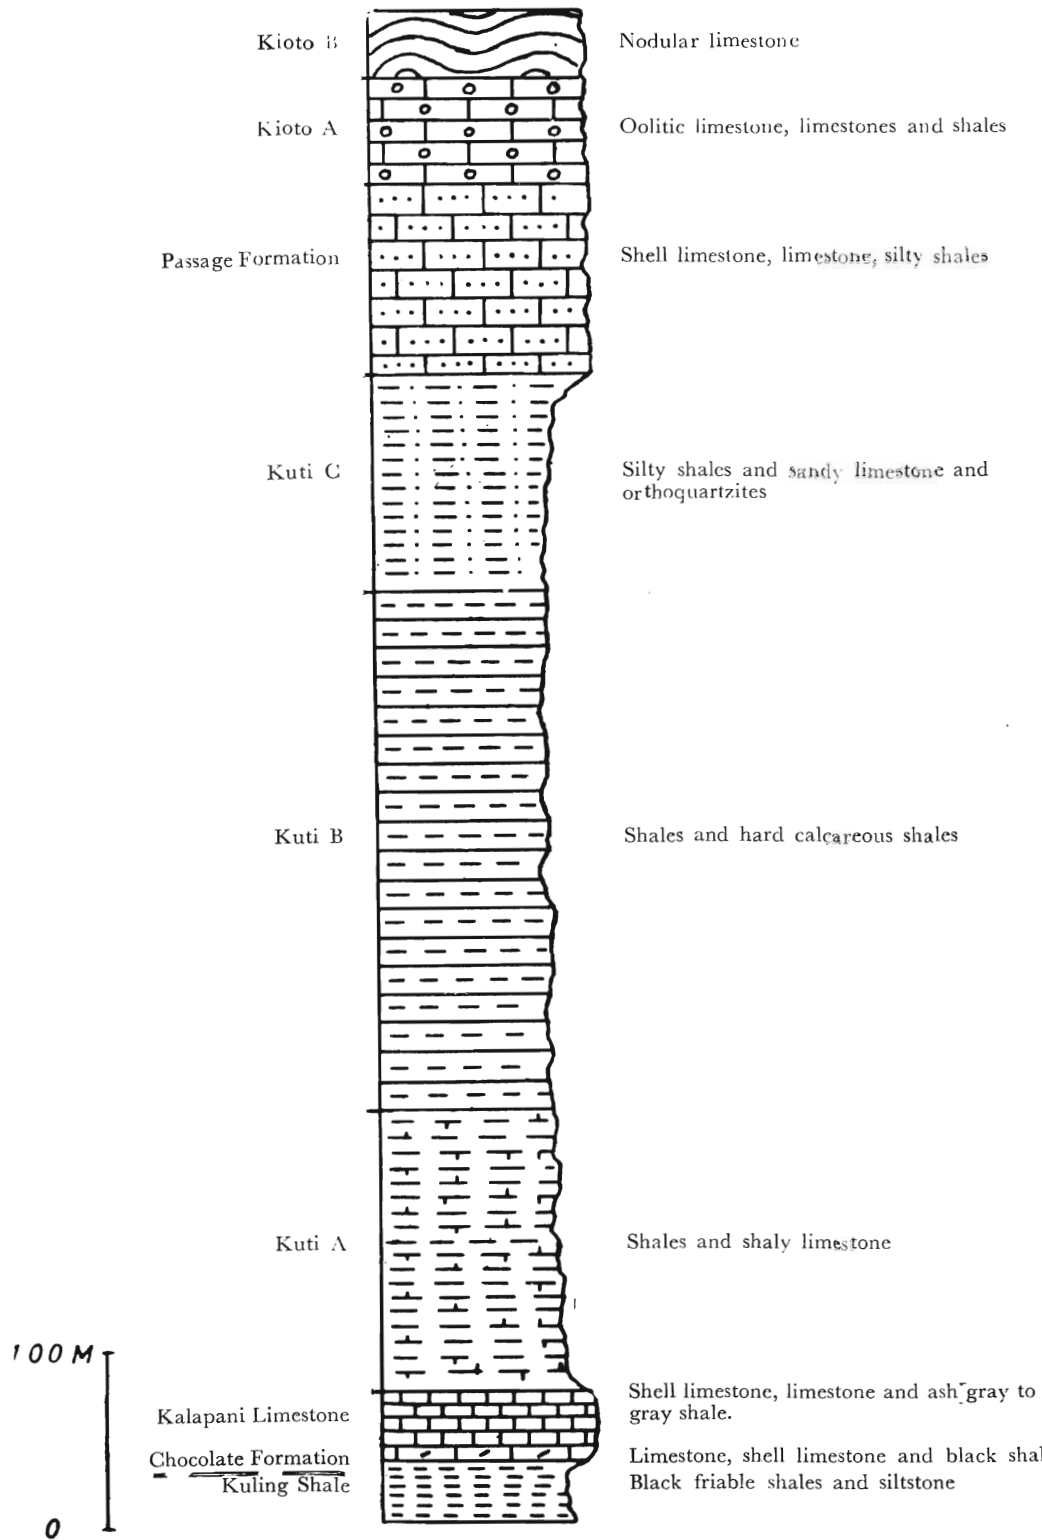 Kioto B Nodular limestone
Kioto A Oolitic limestone, limestones and shales
Passage Formation Shell limestone, limestone, silty shales
Kuti C Silty shales and sandy limestone and
orthoquartzites
Kuti B Shales and hard calcareous shales
Kuti A Shales and shaly limestone
100 M
Shell limestone, limestone and ash-gray to
Kalapani Limestone gray shale.
Chocolate Formation Limestone, shell limestone and black shal
Kuling Shale Black friable shales and siltstone
0